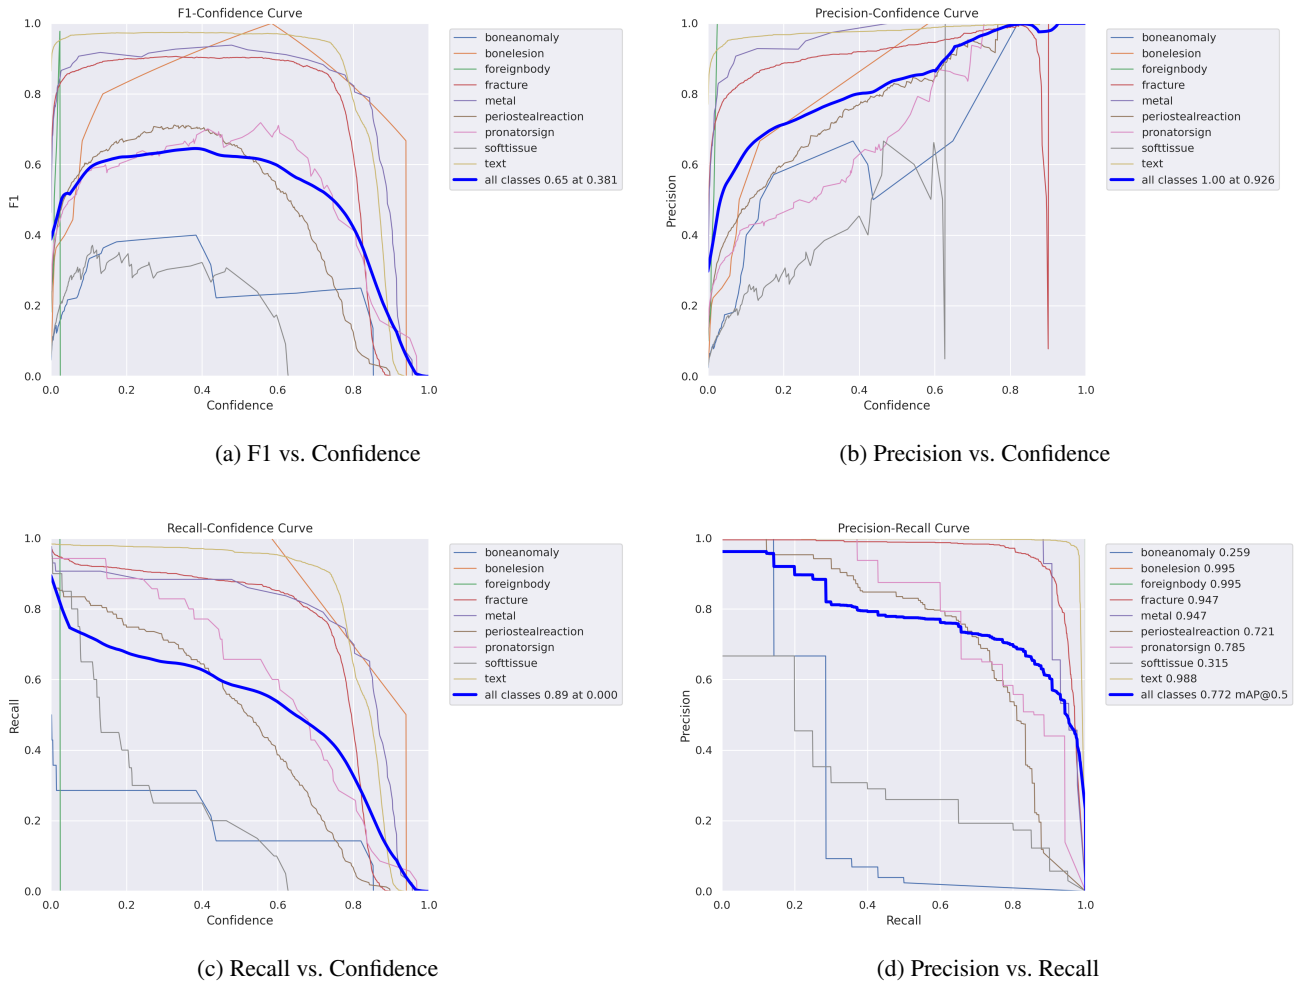 F1-Confidence Curve
1.0
0.8
0.6
0.4
0.2
0.0
F1
0.0 0.2 0.4 0.6 0.8 1.0
Confidence
boneanomaly
bonelesion
foreignbody
fracture
metal
periostealreaction
pronatorsign
softtissue
text
all classes 0.65 at 0.381
(a) F1 vs. Confidence
Precision-Confidence Curve
1.0
0.8
0.6
0.4
0.2
0.0
Precision
0.0 0.2 0.4 0.6 0.8 1.0
Confidence
boneanomaly
bonelesion
foreignbody
fracture
metal
periostealreaction
pronatorsign
softtissue
text
all classes 1.00 at 0.926
(b) Precision vs. Confidence
Recall-Confidence Curve
1.0
0.8
0.6
0.4
0.2
0.0
Recall
0.0 0.2 0.4 0.6 0.8 1.0
Confidence
boneanomaly
bonelesion
foreignbody
fracture
metal
periostealreaction
pronatorsign
softtissue
text
all classes 0.89 at 0.000
(c) Recall vs. Confidence
Precision-Recall Curve
1.0
0.8
0.6
0.4
0.2
0.0
Precision
0.0 0.2 0.4 0.6 0.8 1.0
Recall
boneanomaly 0.259
bonelesion 0.995
foreignbody 0.995
fracture 0.947
metal 0.947
periostealreaction 0.721
pronatorsign 0.785
softtissue 0.315
text 0.988
all classes 0.772 mAP@0.5
(d) Precision vs. Recall